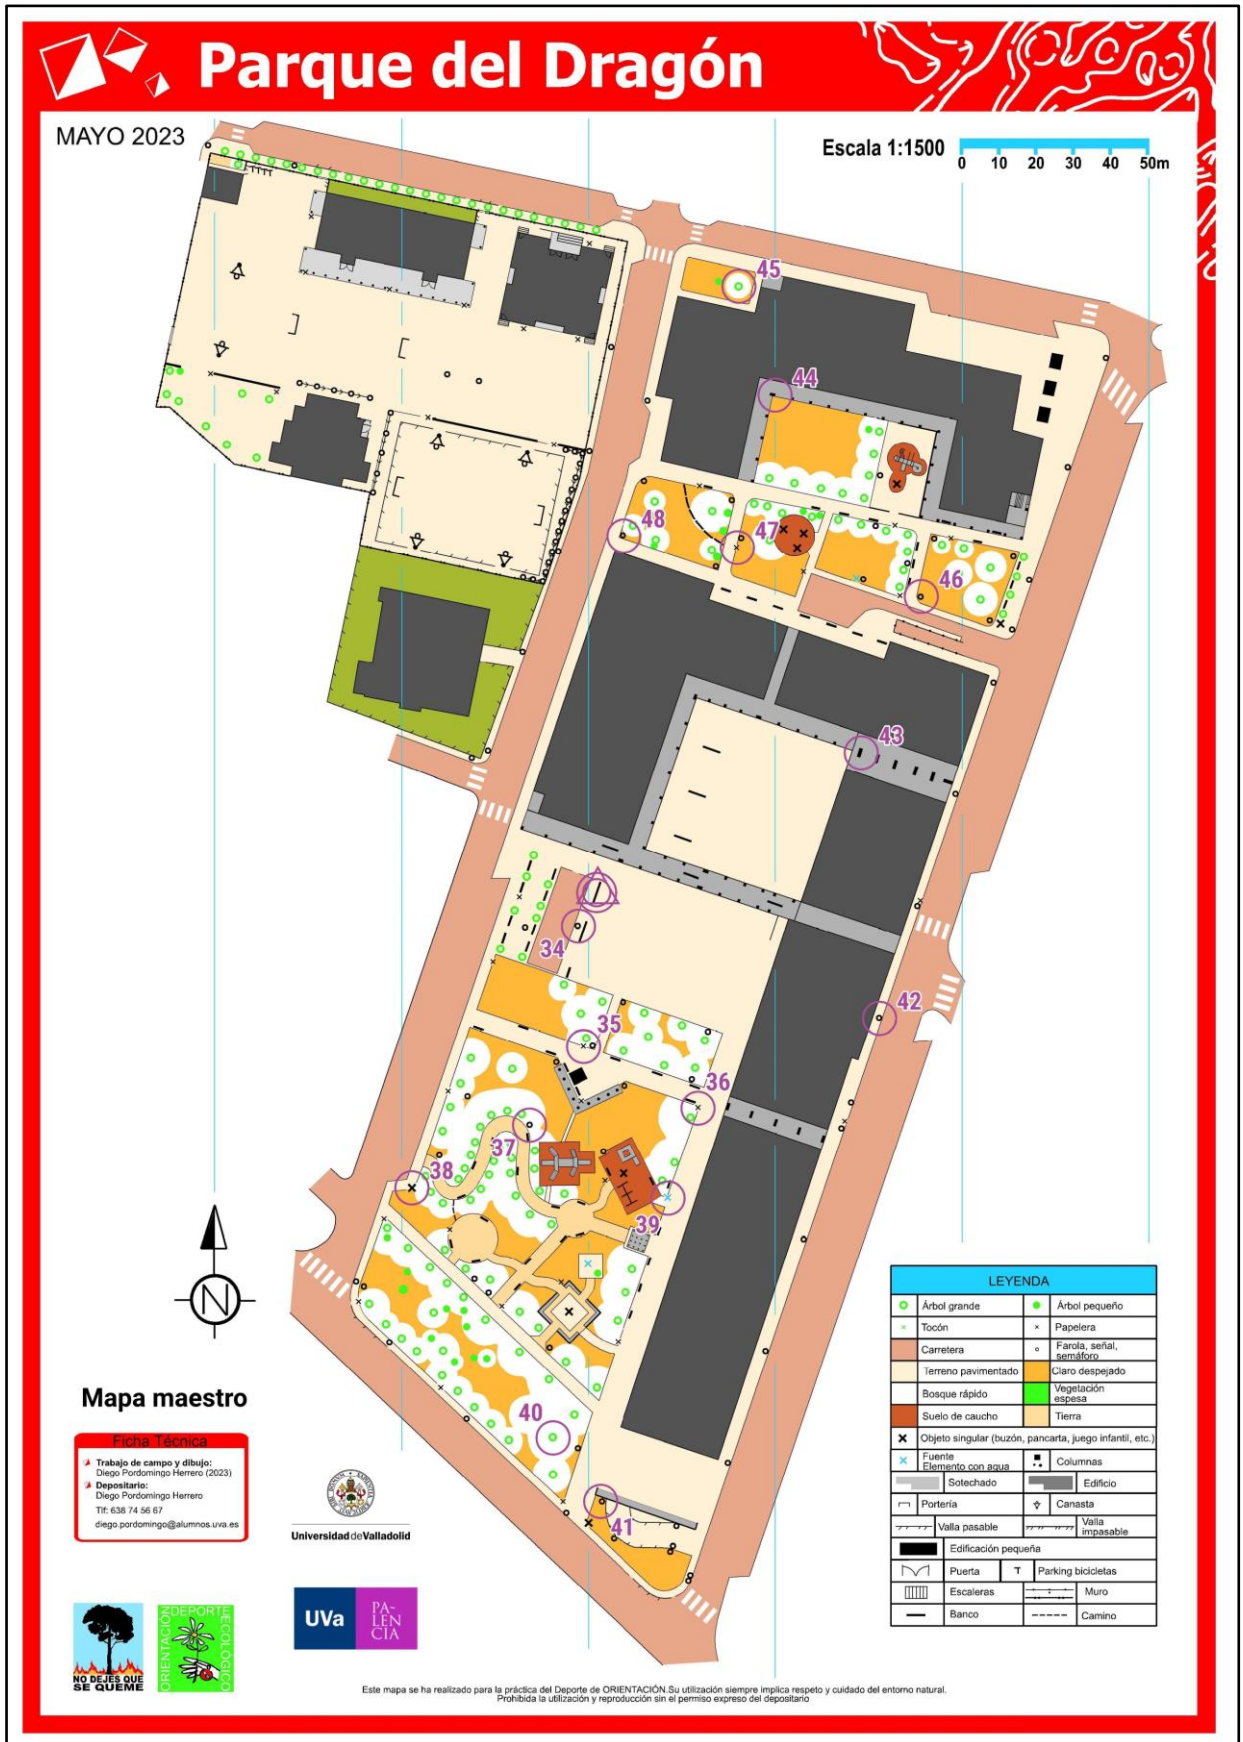 Parque del Dragón
MAYO 2023
Escala 1:1500
0 10 20 30 40 50m
45
44
48
47
46
43
34
42
35
36
37
38
39
40
41
N
Mapa maestro
Ficha Técnica
Trabajo de campo y dibujo:
Diego Pordomingo Herrero (2023)
Depositario:
Diego Pordomingo Herrero
Tlf: 638 74 56 67
diego.pordomingo@alumnos.uva.es
Universidad de Valladolid
UVa
PA-
LEN
CIA
NO DEJES QUE
SE QUEME
ORIENTACIÓN
DEPORTE
ECOLÓGICO
LEYENDA
Árbol grande
Árbol pequeño
Tocón
Papelera
Carretera
Farola, señal,
semáforo
Terreno pavimentado
Claro despejado
Bosque rápido
Vegetación
espesa
Suelo de caucho
Tierra
Objeto singular (buzón, pancarta, juego infantil, etc.)
Fuente
Elemento con agua
Columnas
Sotechado
Edificio
Portería
Canasta
Valla pasable
Valla
impasable
Edificación pequeña
Puerta
Parking bicicletas
Escaleras
Muro
Banco
Camino
Este mapa se ha realizado para la práctica del Deporte de ORIENTACIÓN.Su utilización siempre implica respeto y cuidado del entorno natural.
Prohibida la utilización y reproducción sin el permiso expreso del depositario